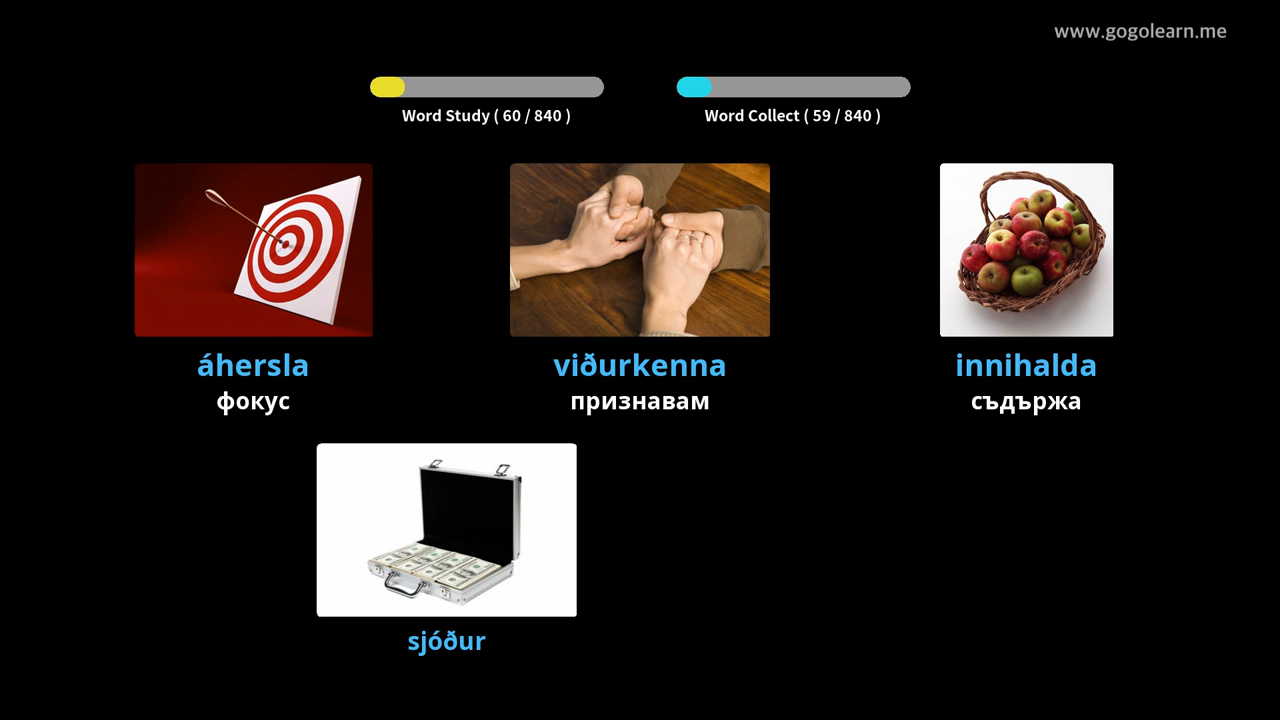 www.gogolearn.me
Word Study ( 60 / 840 )
Word Collect ( 59 / 840 )
áhersla
viðurkenna
innihalda
фокус
признавам
съдържа
sjóður